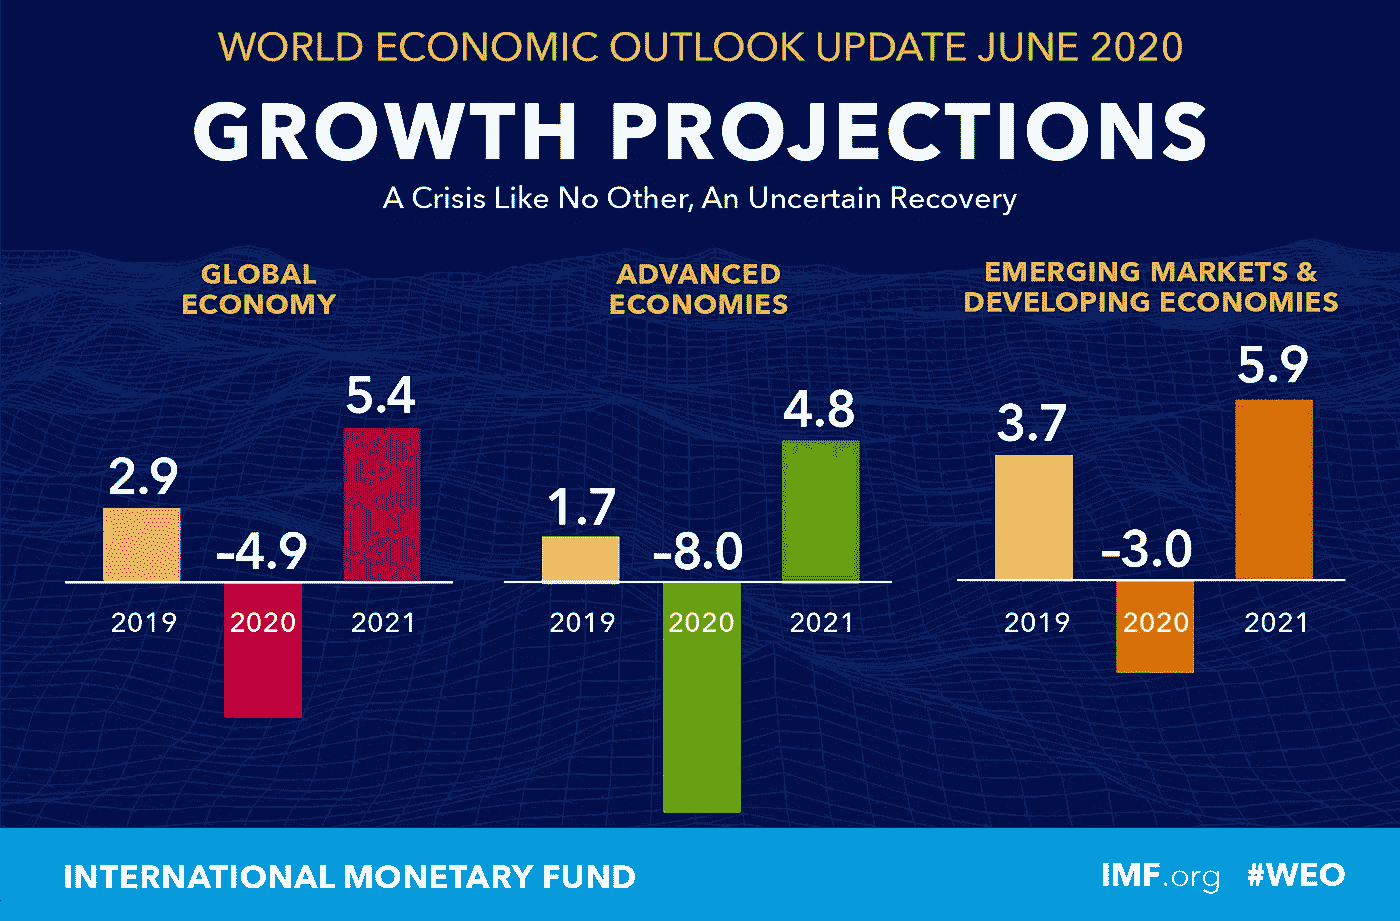 WORLD ECONOMIC OUTLOOK UPDATE JUNE 2020
GROWTH PROJECTIONS
A Crisis Like No Other, An Uncertain Recovery
GLOBAL
ECONOMY
2.9
–4.9
5.4
2019
2020
2021
ADVANCED
ECONOMIES
1.7
–8.0
4.8
2019
2020
2021
EMERGING MARKETS &
DEVELOPING ECONOMIES
3.7
–3.0
5.9
2019
2020
2021
INTERNATIONAL MONETARY FUND
IMF.org #WEO